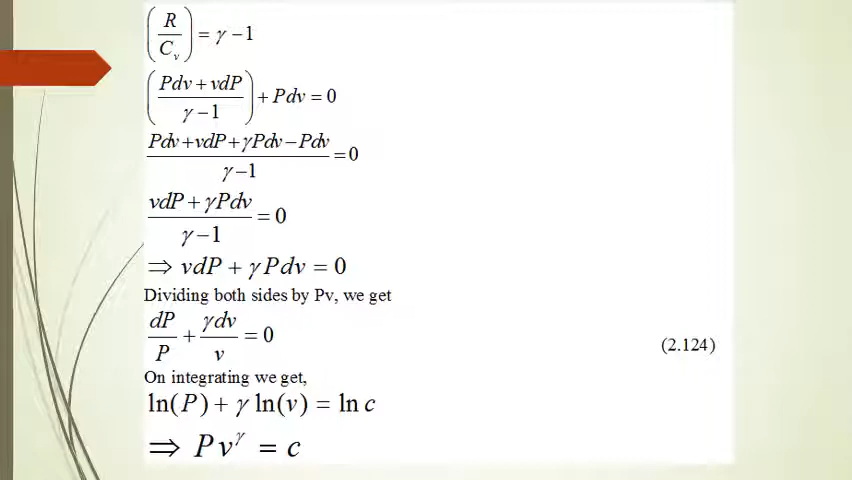 (R/C_v) = γ − 1
((Pdv + vdP)/(γ − 1)) + Pdv = 0
(Pdv + vdP + γPdv − Pdv)/(γ − 1) = 0
(vdP + γPdv)/(γ − 1) = 0
⇒ vdP + γPdv = 0
Dividing both sides by Pv, we get
dP/P + γdv/v = 0 (2.124)
On integrating we get,
ln(P) + γ ln(v) = ln c
⇒ Pv^γ = c